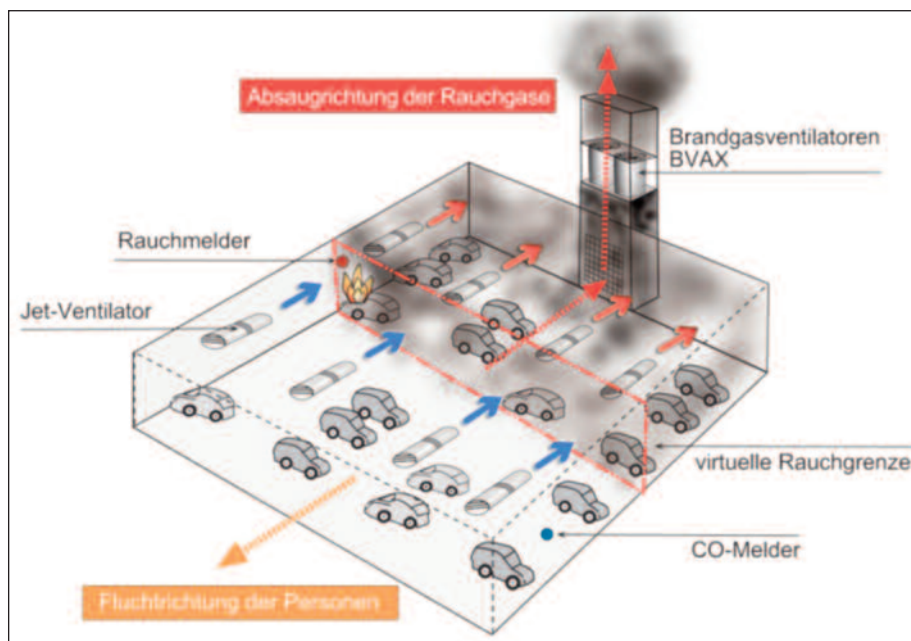 Absaugrichtung der Rauchgase
Brandgasventilatoren
BVAX
Rauchmelder
Jet-Ventilator
virtuelle Rauchgrenze
CO-Melder
Fluchtrichtung der Personen